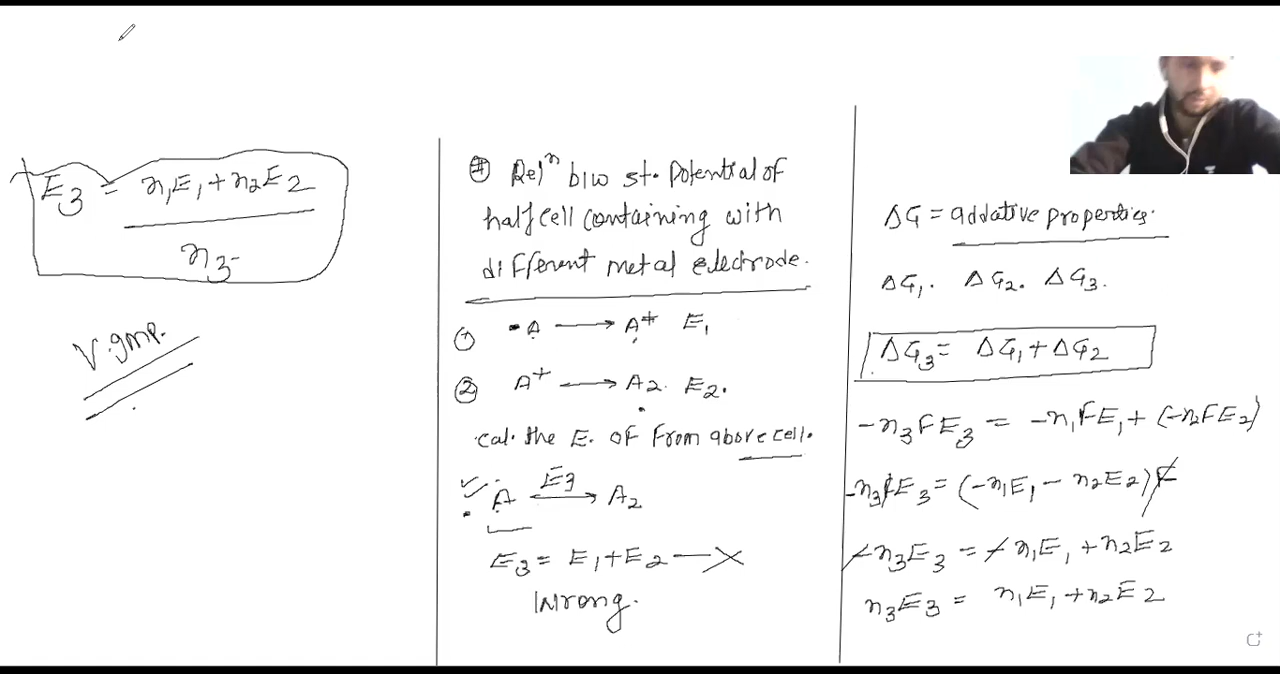 E3 = n1E1+n2E2
n3
V.gmp.
# Relⁿ b/w st. Potential of
half cell containing with
different metal electrode.
① A → A⁺ E1
② A⁺ → A2. E2.
cal. the E. of From above cell.
A ⟷ A2 E3
E3 = E1+E2 — X
Wrong.
ΔG = addative properties.
ΔG1. ΔG2. ΔG3.
ΔG3 = ΔG1+ΔG2
-n3FE3 = -n1FE1+(-n2FE2)
-n3FE3 = (-n1E1 - n2E2)F
-n3E3 = -n1E1+n2E2
n3E3 = n1E1+n2E2